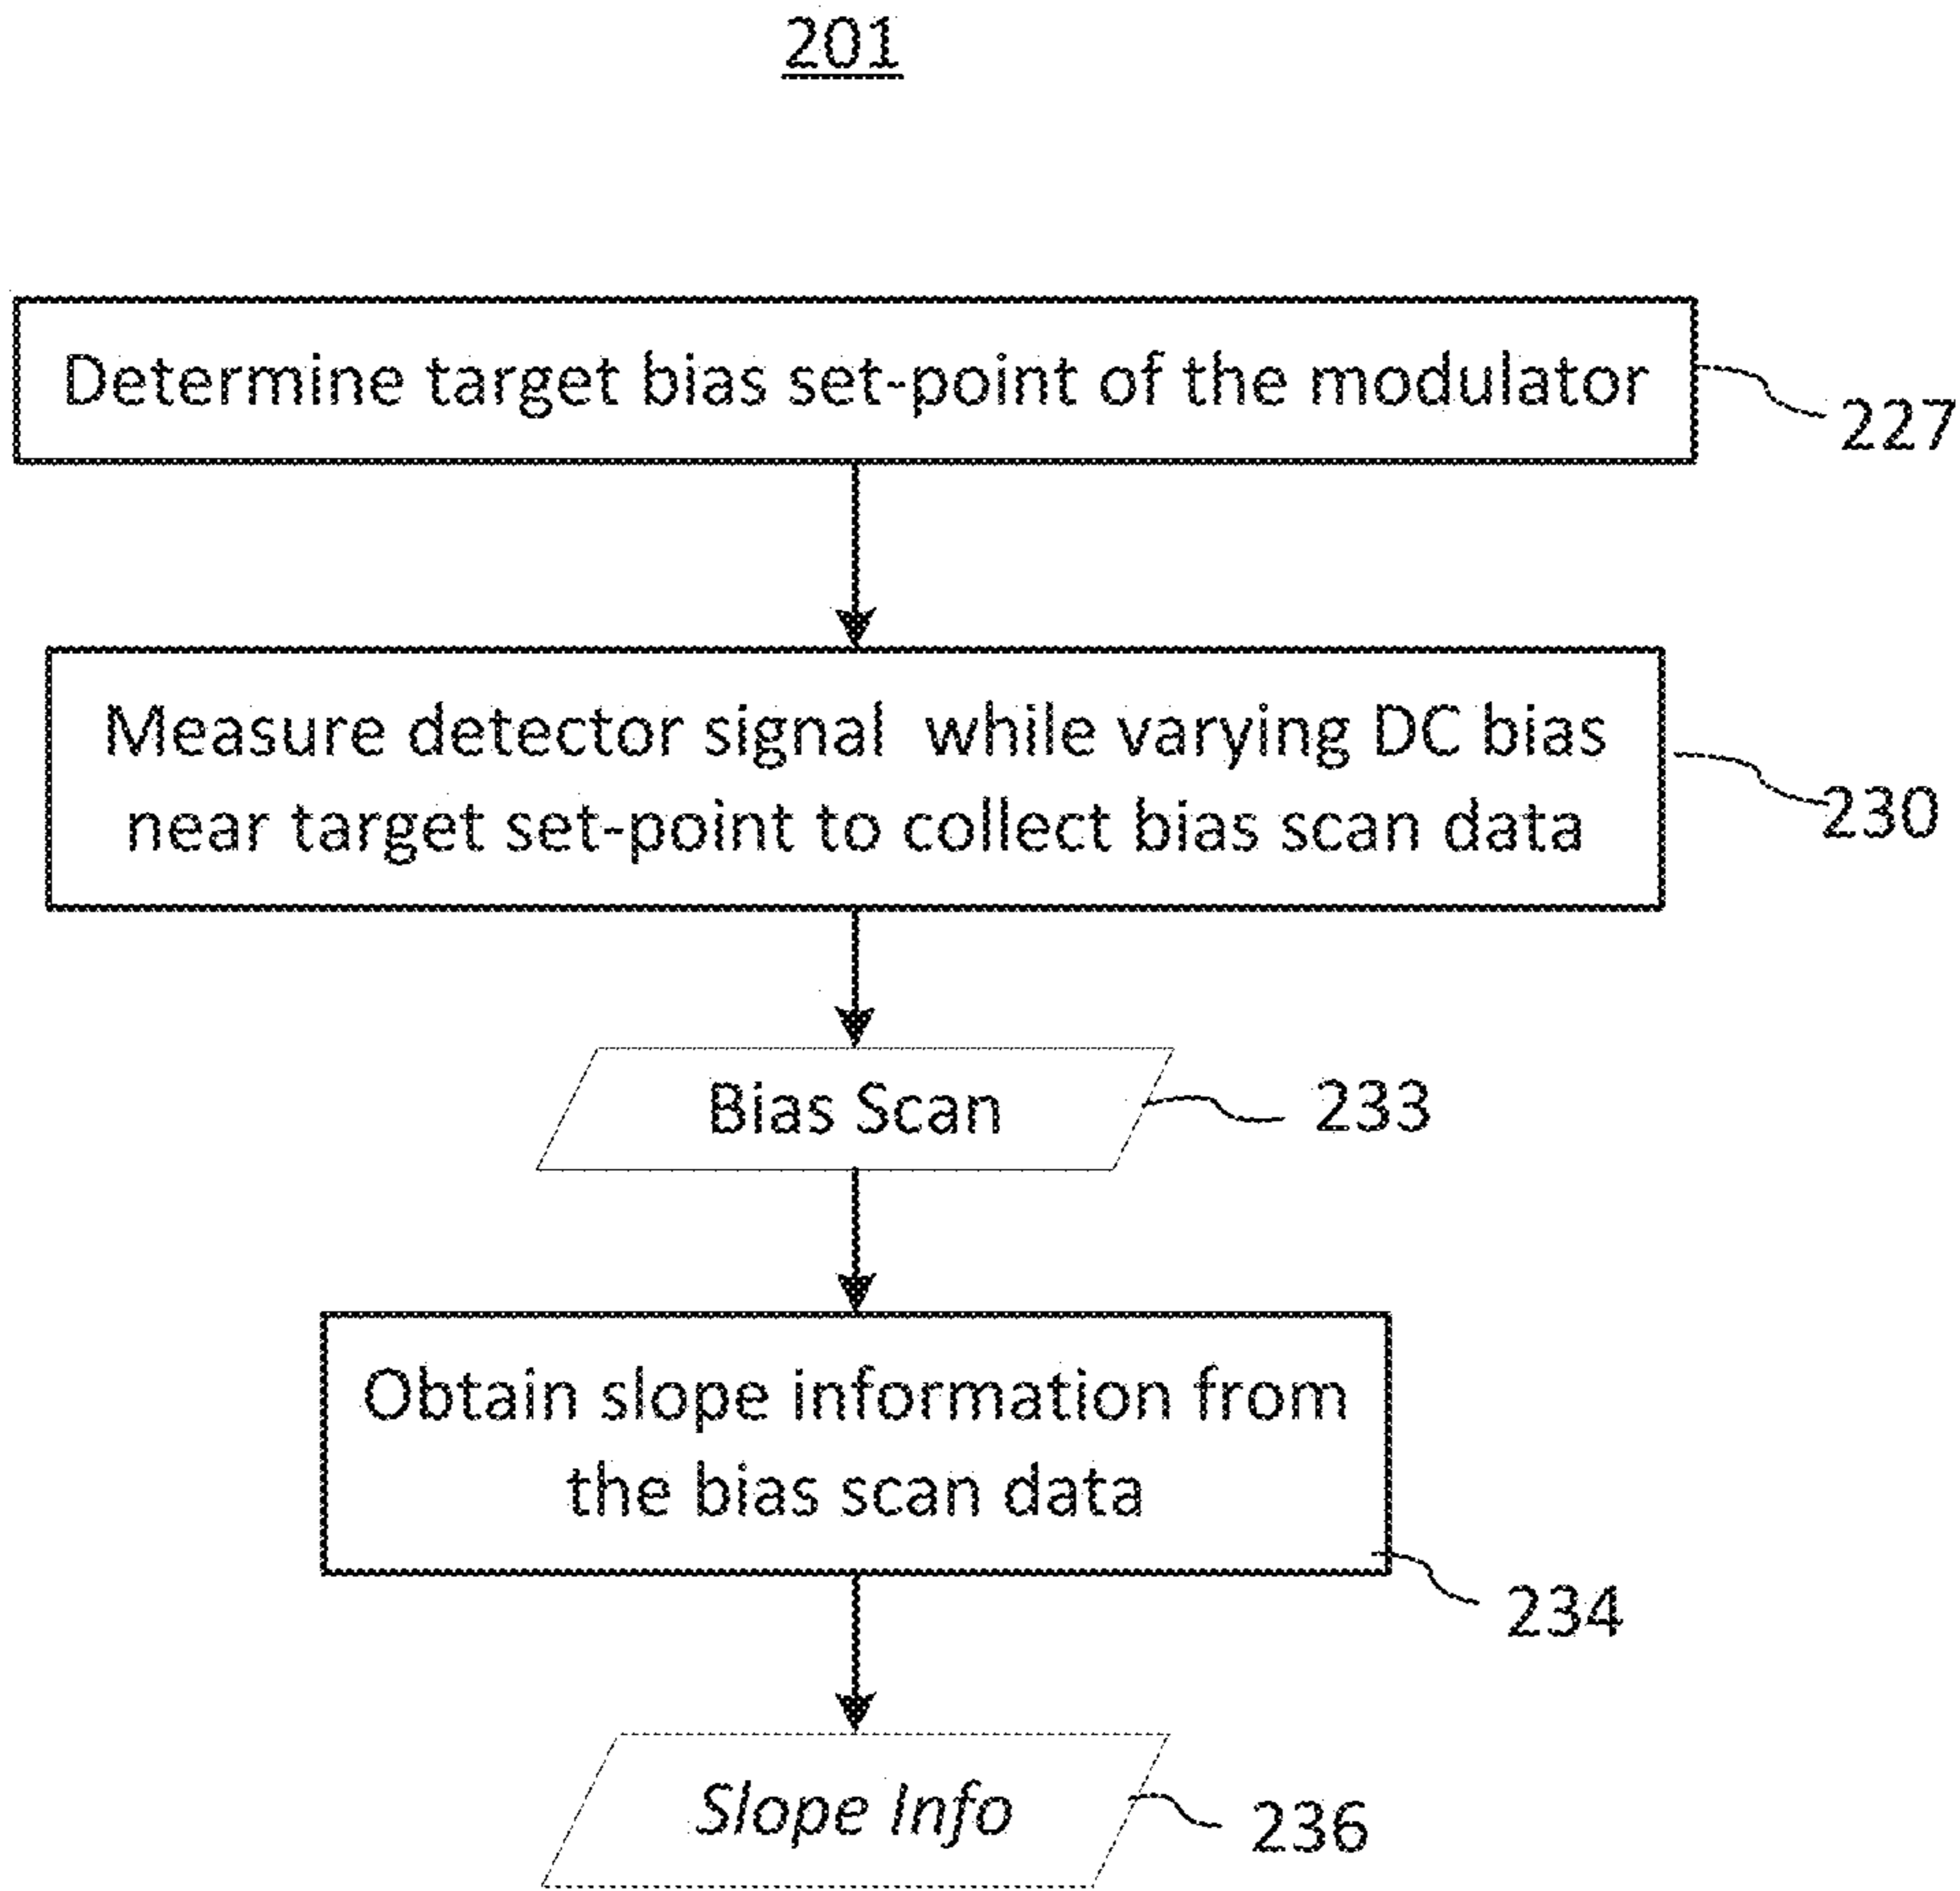 201
Determine target bias set-point of the modulator
227
Measure detector signal while varying DC bias
near target set-point to collect bias scan data
230
Bias Scan
233
Obtain slope information from
the bias scan data
234
Slope Info
236